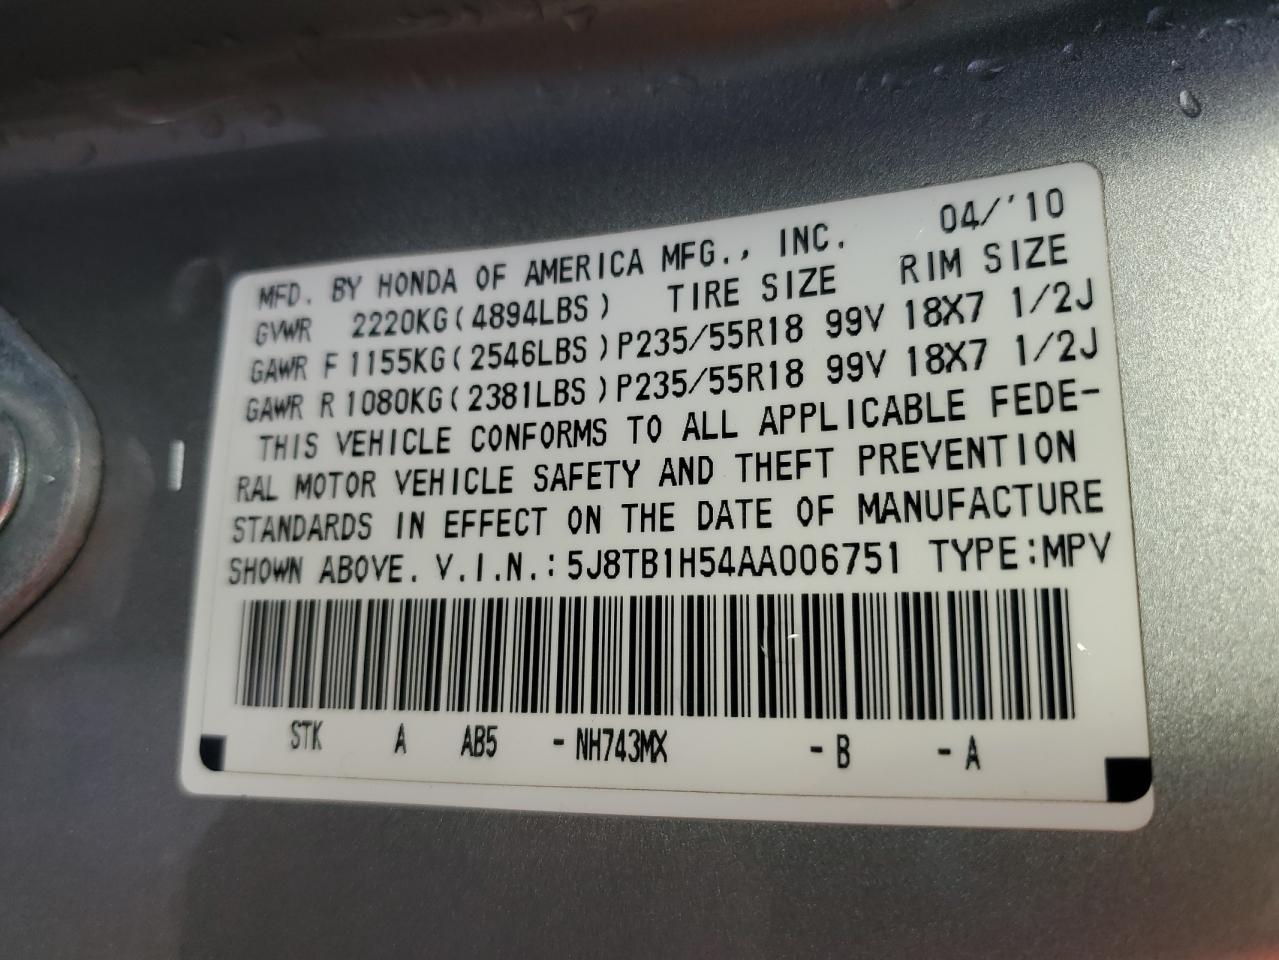 MFD. BY HONDA OF AMERICA MFG., INC. 04/'10
GVWR 2220KG(4894LBS) TIRE SIZE RIM SIZE
GAWR F 1155KG(2546LBS)P235/55R18 99V 18X7 1/2J
GAWR R 1080KG(2381LBS)P235/55R18 99V 18X7 1/2J
THIS VEHICLE CONFORMS TO ALL APPLICABLE FEDE-
RAL MOTOR VEHICLE SAFETY AND THEFT PREVENTION
STANDARDS IN EFFECT ON THE DATE OF MANUFACTURE
SHOWN ABOVE. V.I.N.:5J8TB1H54AA006751 TYPE:MPV
STK A AB5 -NH743MX -B -A